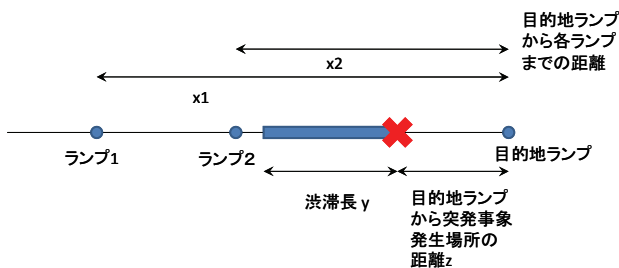 目的地ランプ
から各ランプ
までの距離
x2
x1
ランプ1
ランプ２
目的地ランプ
渋滞長 y
目的地ランプ
から突発事象
発生場所の
距離z